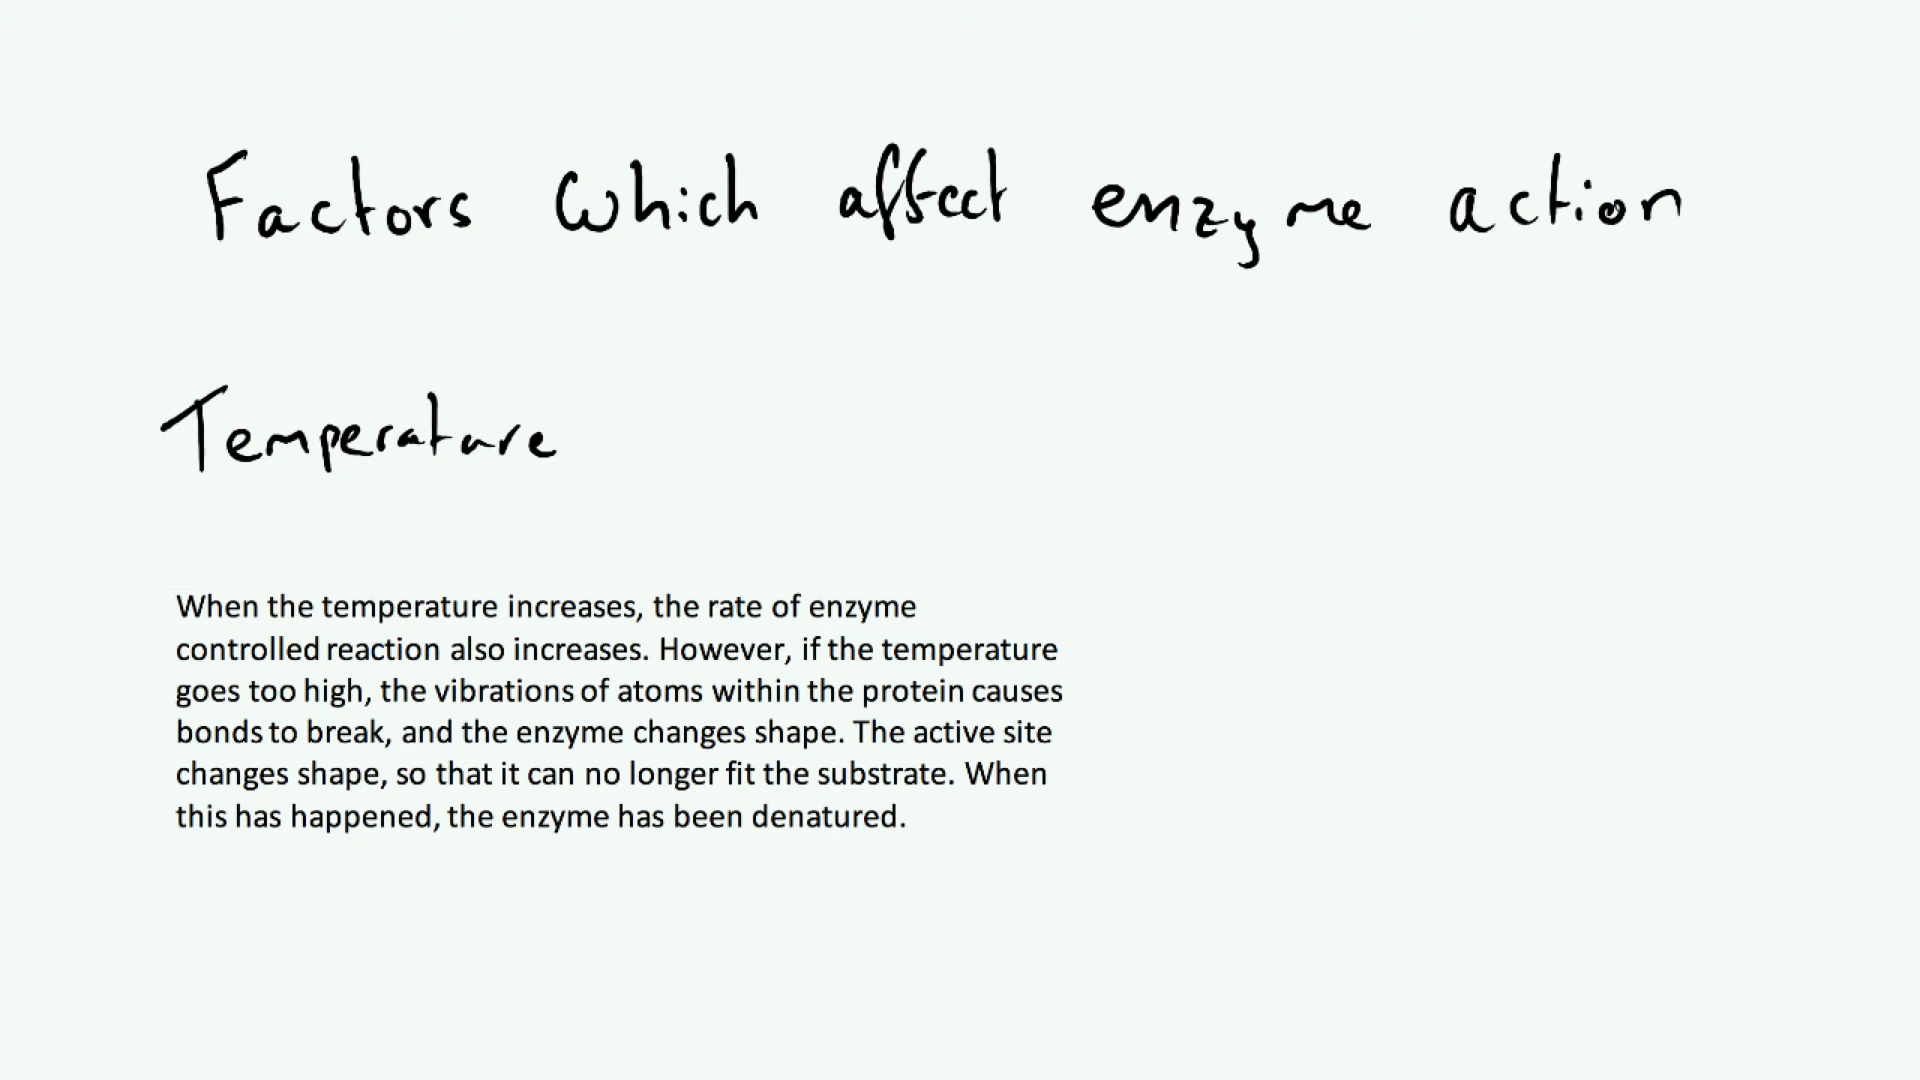 Factors which affect enzyme action
Temperature
When the temperature increases, the rate of enzyme
controlled reaction also increases. However, if the temperature
goes too high, the vibrations of atoms within the protein causes
bonds to break, and the enzyme changes shape. The active site
changes shape, so that it can no longer fit the substrate. When
this has happened, the enzyme has been denatured.